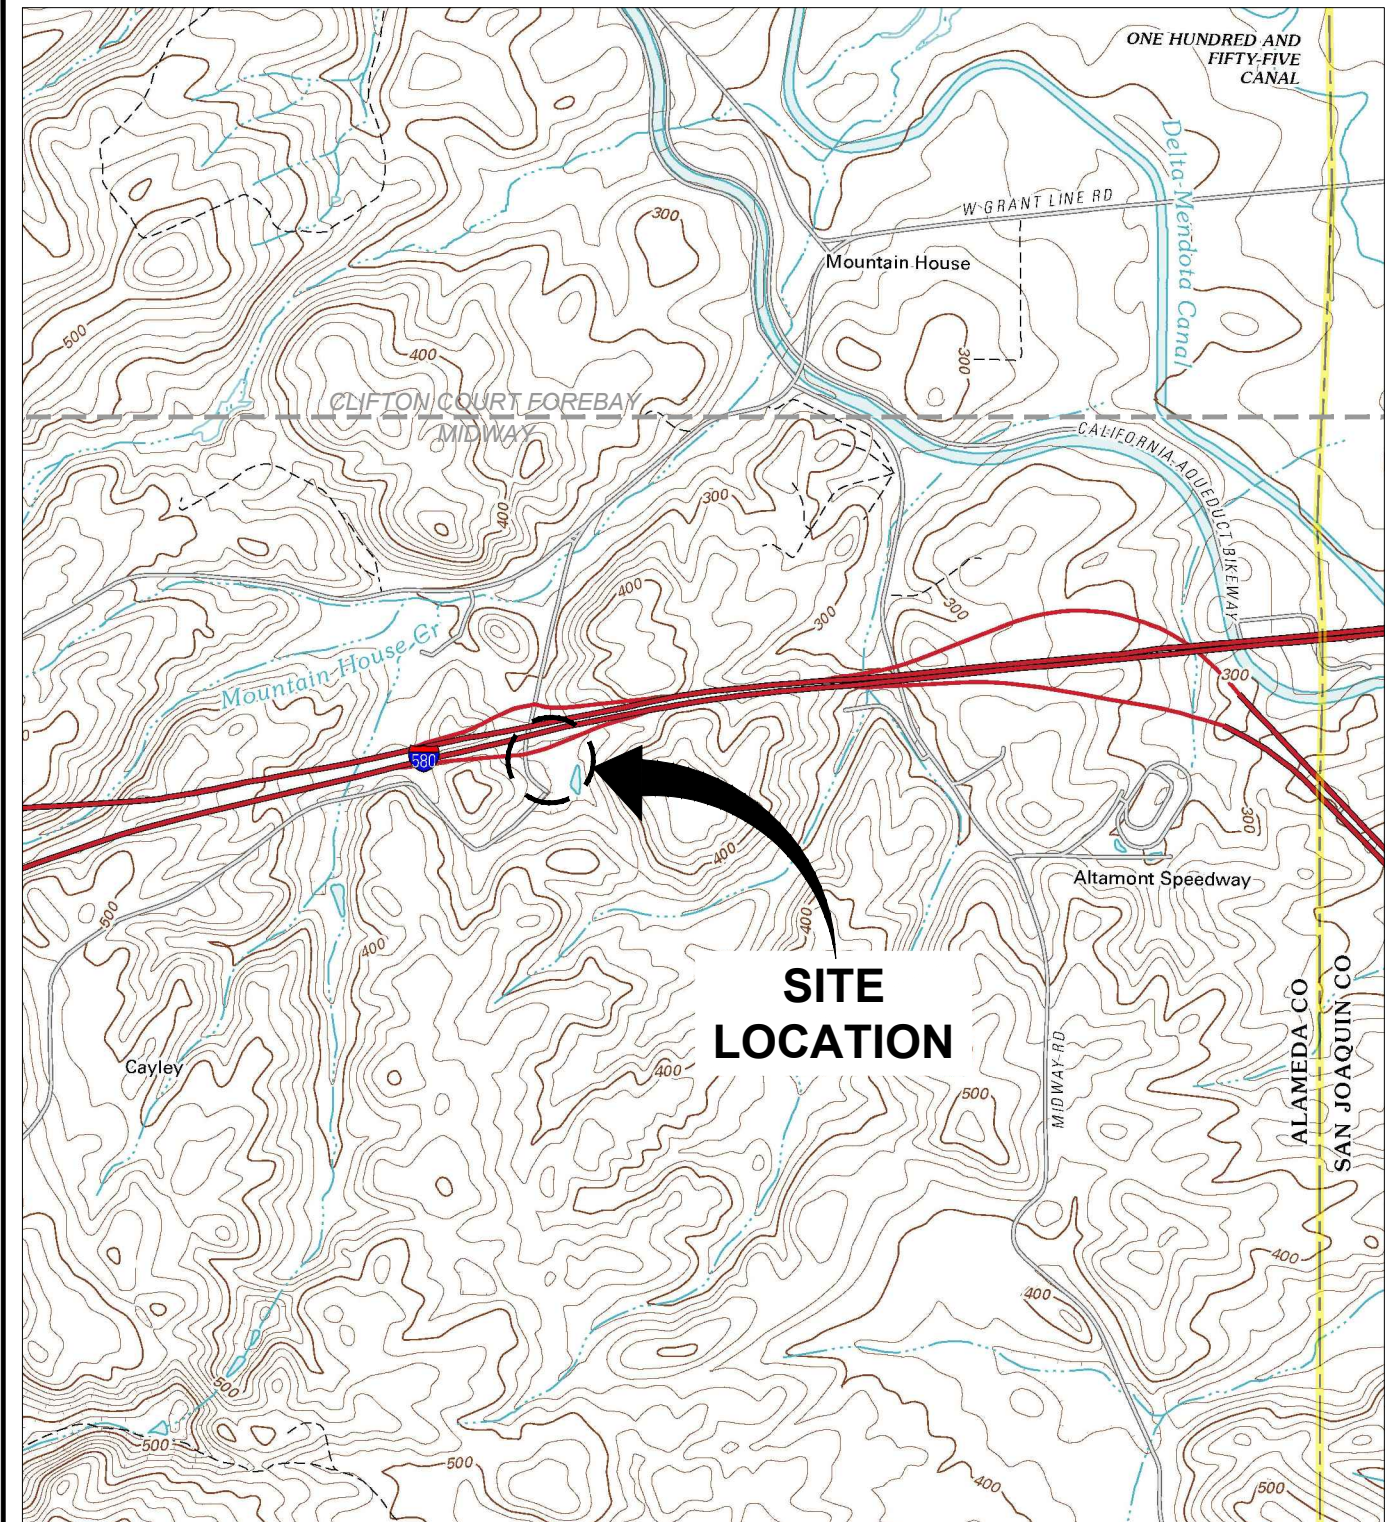 ONE HUNDRED AND
FIFTY-FIVE
CANAL
Delta-Mendota Canal
W GRANT LINE RD
300
Mountain House
500
400
300
CLIFTON COURT FOREBAY
MIDWAY
CALIFORNIA AQUEDUCT BIKEWAY
300
400
400
300
300
Mountain House Cr
300
580
300
400
Altamont Speedway
500
400
400
SITE
LOCATION
ALAMEDA CO
SAN JOAQUIN CO
Cayley
400
MIDWAY RD
500
400
400
500
500
500
400
500